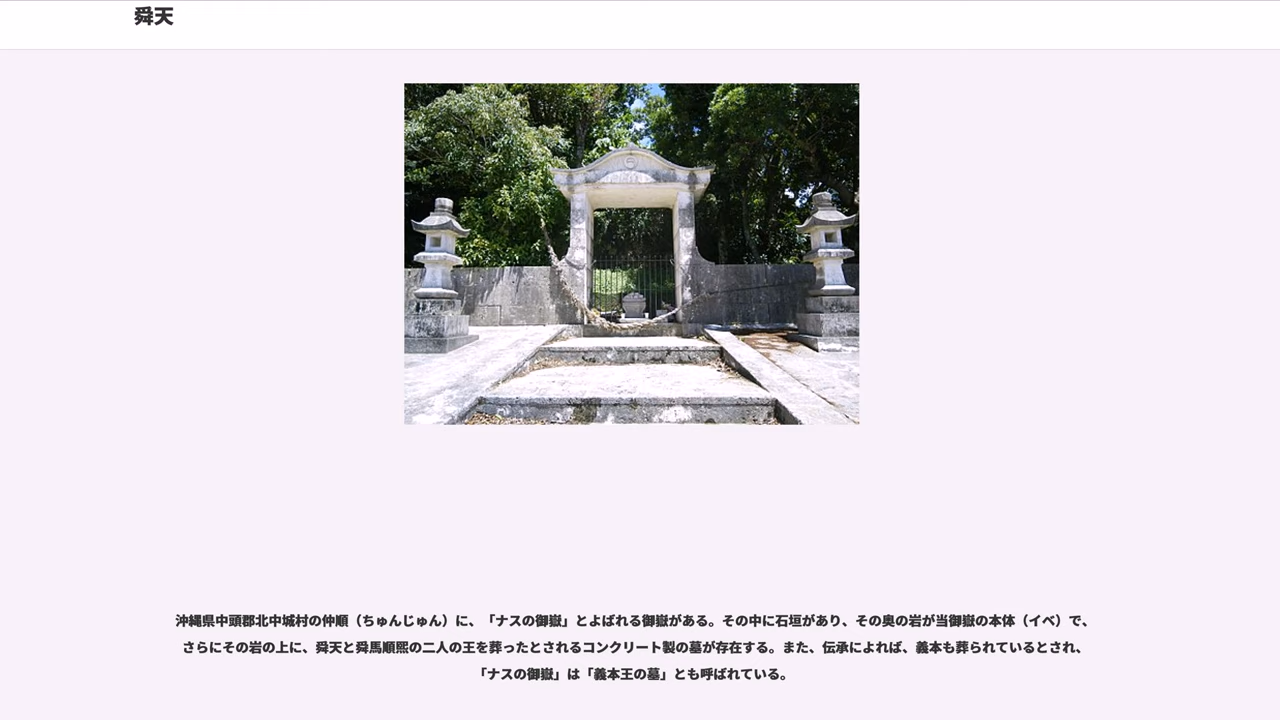 舜天
沖縄県中頭郡北中城村の仲順（ちゅんじゅん）に、「ナスの御嶽」とよばれる御嶽がある。その中に石垣があり、その奥の岩が当御嶽の本体（イベ）で、
さらにその岩の上に、舜天と舜馬順熙の二人の王を葬ったとされるコンクリート製の墓が存在する。また、伝承によれば、義本も葬られているとされ、
「ナスの御嶽」は「義本王の墓」とも呼ばれている。